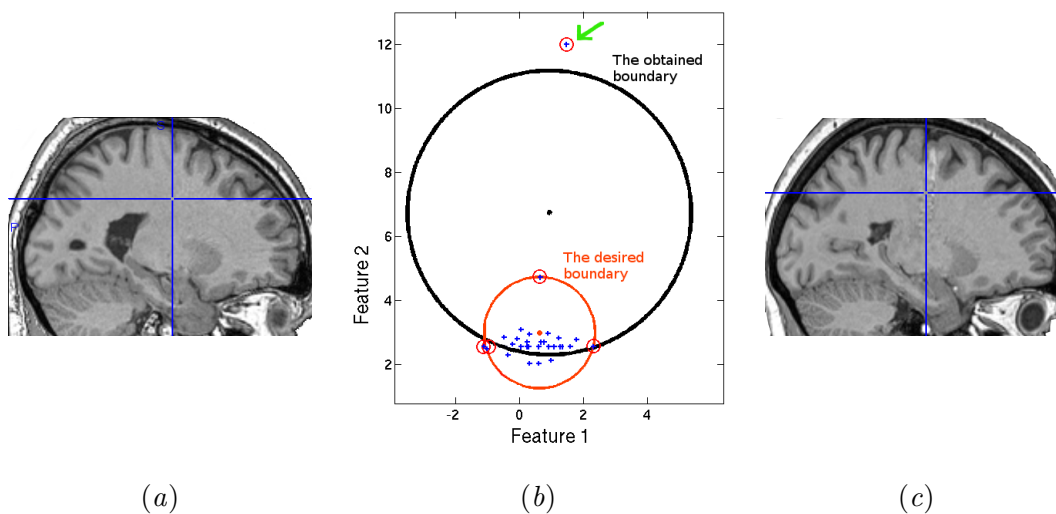 12
10
8
6
4
2
-2
0
2
4
Feature 2
Feature 1
The obtained
boundary
The desired
boundary
(a)
(b)
(c)